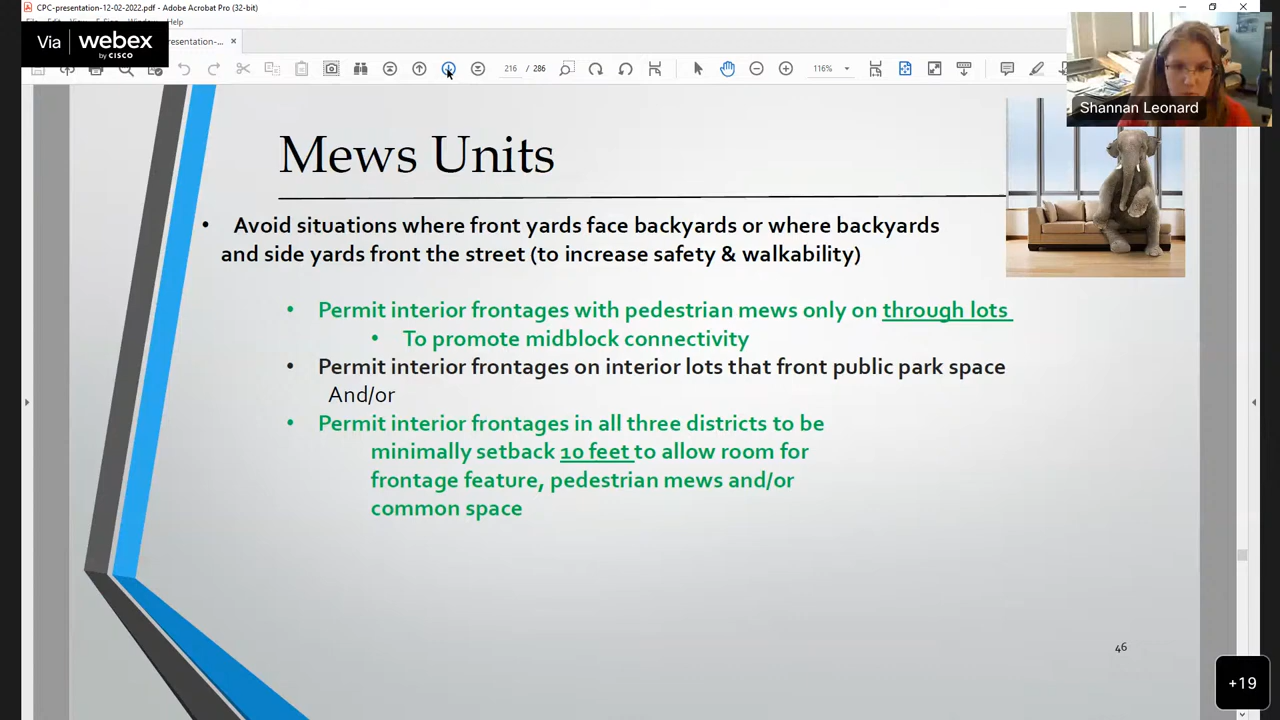 CPC-presentation-12-02-2022.pdf - Adobe Acrobat Pro (32-bit)
Help
Via webex
by CISCO
resentation-...
216 / 286
116%
Shannan Leonard
Mews Units
• Avoid situations where front yards face backyards or where backyards
and side yards front the street (to increase safety & walkability)
• Permit interior frontages with pedestrian mews only on through lots
• To promote midblock connectivity
• Permit interior frontages on interior lots that front public park space
And/or
• Permit interior frontages in all three districts to be
minimally setback 10 feet to allow room for
frontage feature, pedestrian mews and/or
common space
46
+19